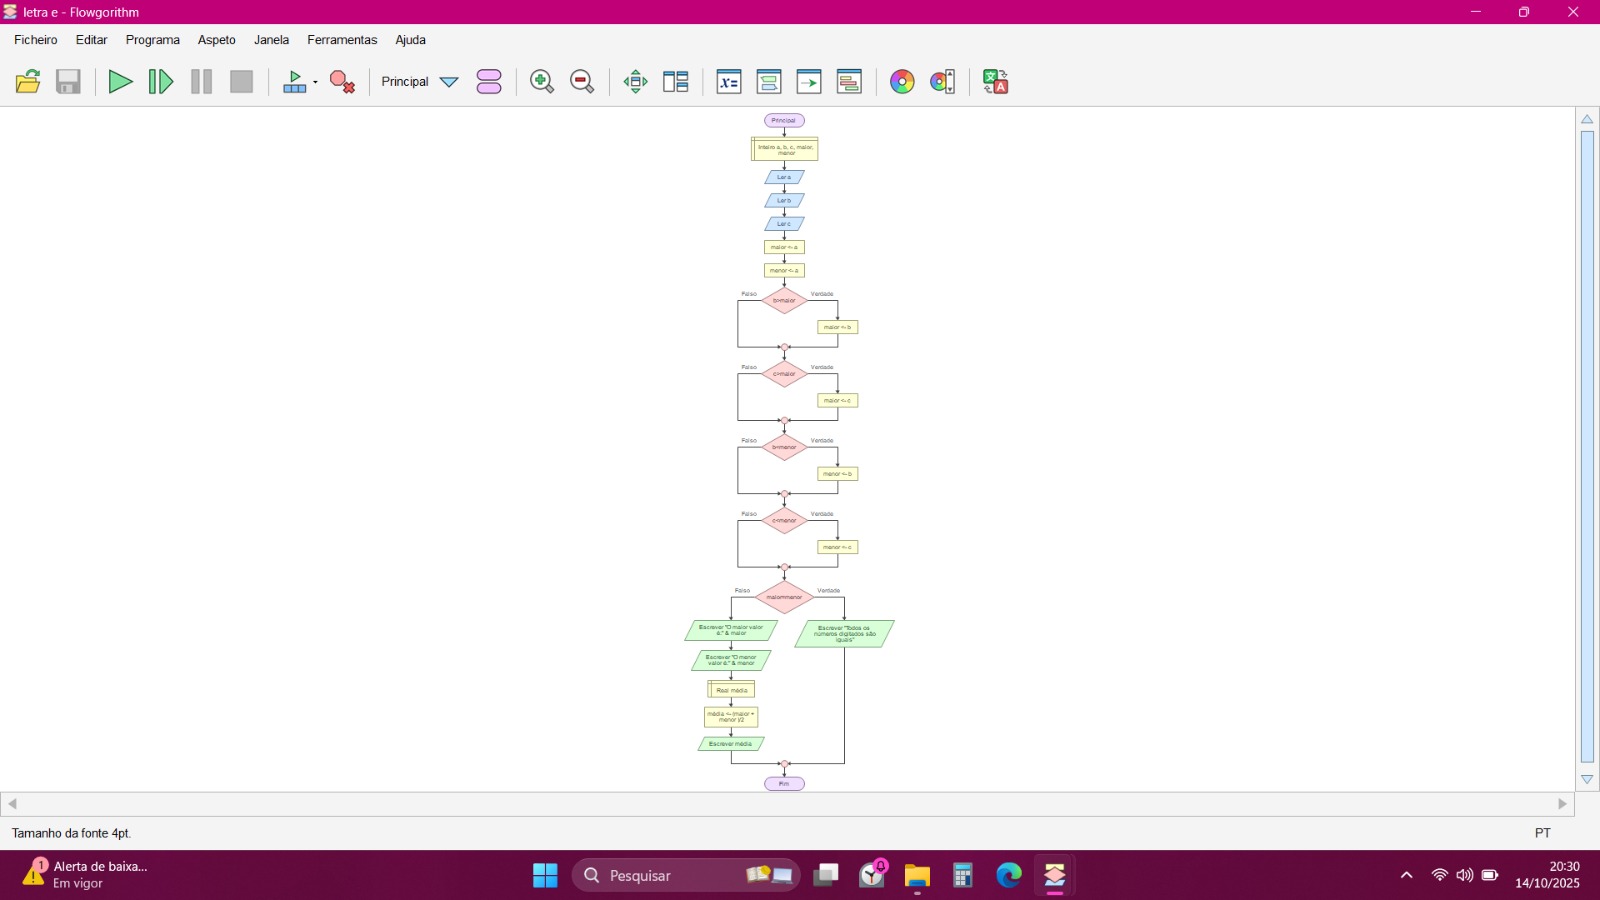 letra e - Flowgorithm
Ficheiro Editar Programa Aspeto Janela Ferramentas Ajuda
Principal
Principal
Inteiro a, b, c, maior,
menor
Ler a
Ler b
Ler c
maior <- a
menor <- a
Falso Verdade
b>maior
maior <- b
Falso Verdade
c>maior
maior <- c
Falso Verdade
b<menor
menor <- b
Falso Verdade
c<menor
menor <- c
Falso Verdade
maior=menor
Escrever "O maior valor
é:" & maior
Escrever "Todos os
números digitados são
iguais"
Escrever "O menor
valor é:" & menor
Real média
média <- (maior +
menor )/2
Escrever média
Fim
Tamanho da fonte 4pt.
PT
1
Alerta de baixa...
Em vigor
Pesquisar
20:30
14/10/2025